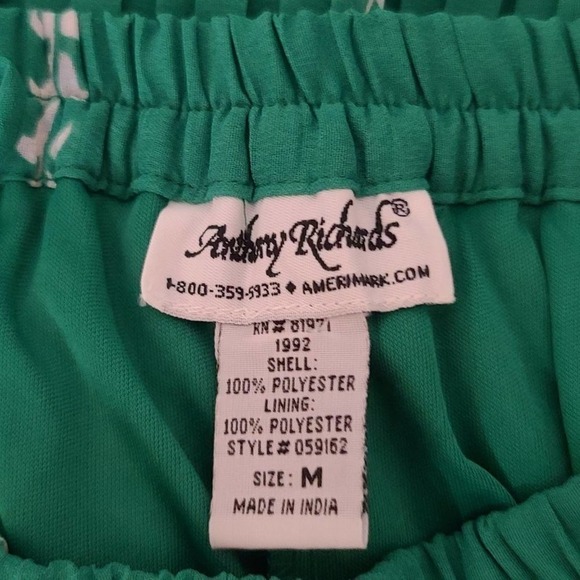 Anthony Richards®
1-800-359-5933 ♦ AMERIMARK.COM
RN# 81971
1992
SHELL:
100% POLYESTER
LINING:
100% POLYESTER
STYLE# 059162
SIZE: M
MADE IN INDIA